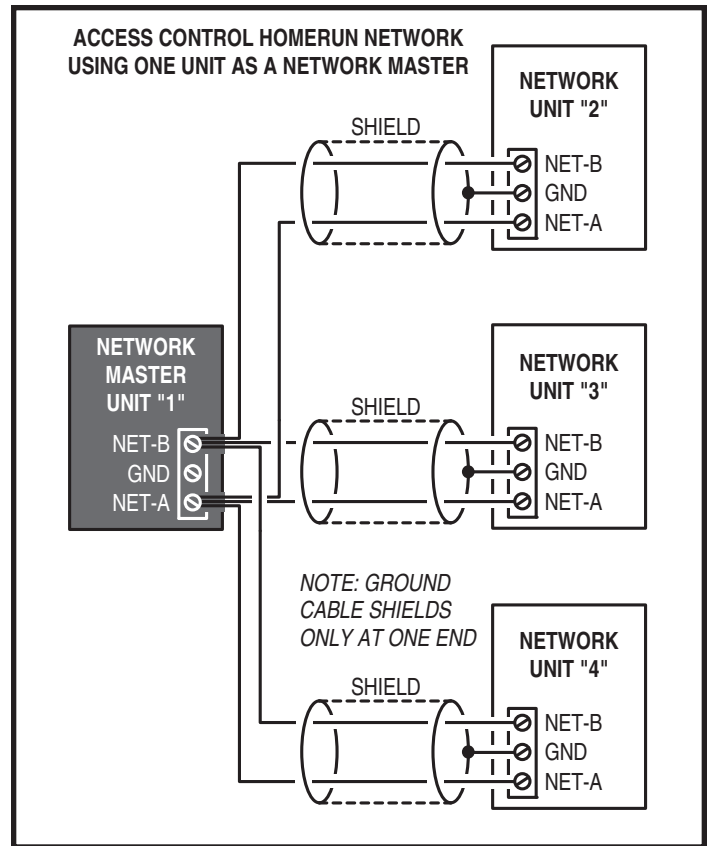 ACCESS CONTROL HOMERUN NETWORK
USING ONE UNIT AS A NETWORK MASTER
NETWORK
UNIT "2"
SHIELD
NET-B
GND
NET-A
NETWORK
MASTER
UNIT "1"
NET-B
GND
NET-A
NETWORK
UNIT "3"
SHIELD
NET-B
GND
NET-A
NOTE: GROUND
CABLE SHIELDS
ONLY AT ONE END
NETWORK
UNIT "4"
SHIELD
NET-B
GND
NET-A